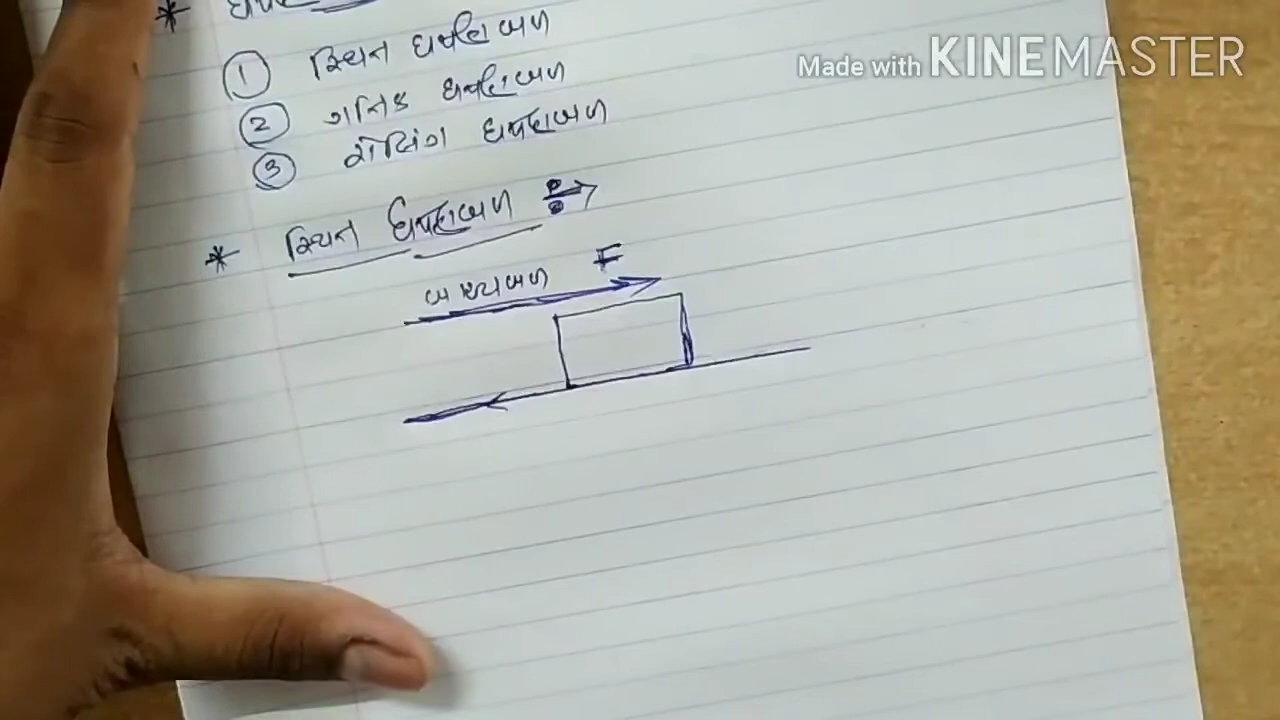 Made with KINEMASTER
*
① સ્થિત ઘર્ષણબળ
② ગતિક ઘર્ષણબળ
③ રોલિંગ ઘર્ષણબળ
* સ્થિત ઘર્ષણબળ ÷→
બાહ્યબળ F